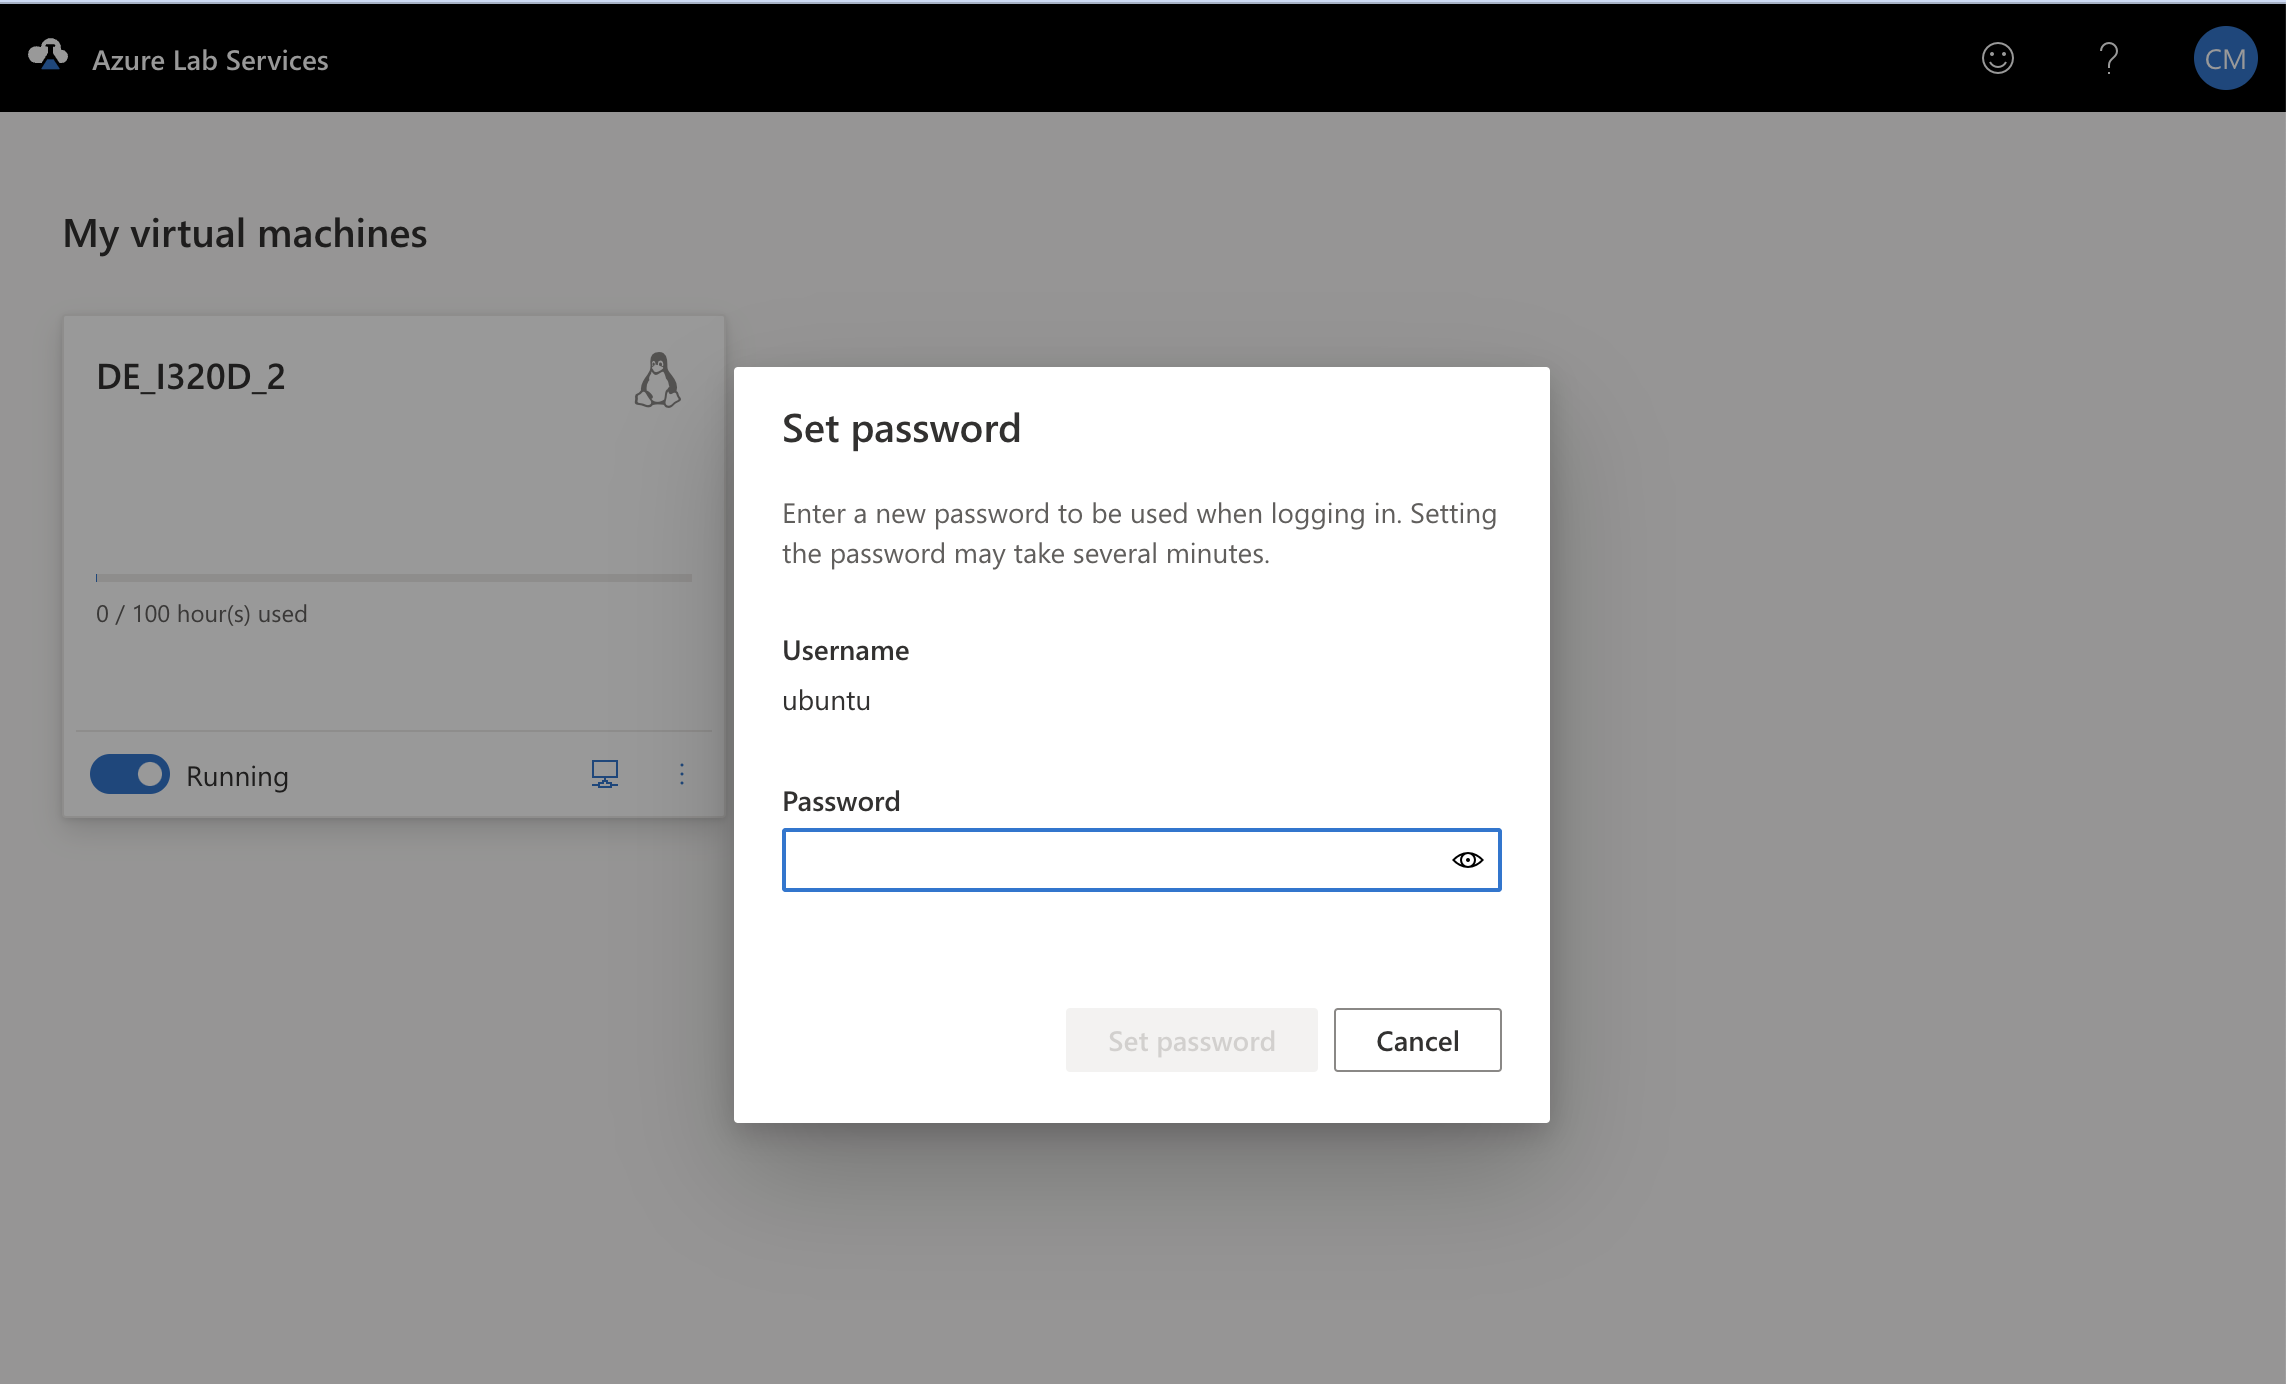 Azure Lab Services
?
CM
My virtual machines
DE_I320D_2
0 / 100 hour(s) used
Running
Set password
Enter a new password to be used when logging in. Setting
the password may take several minutes.
Username
ubuntu
Password
Set password
Cancel